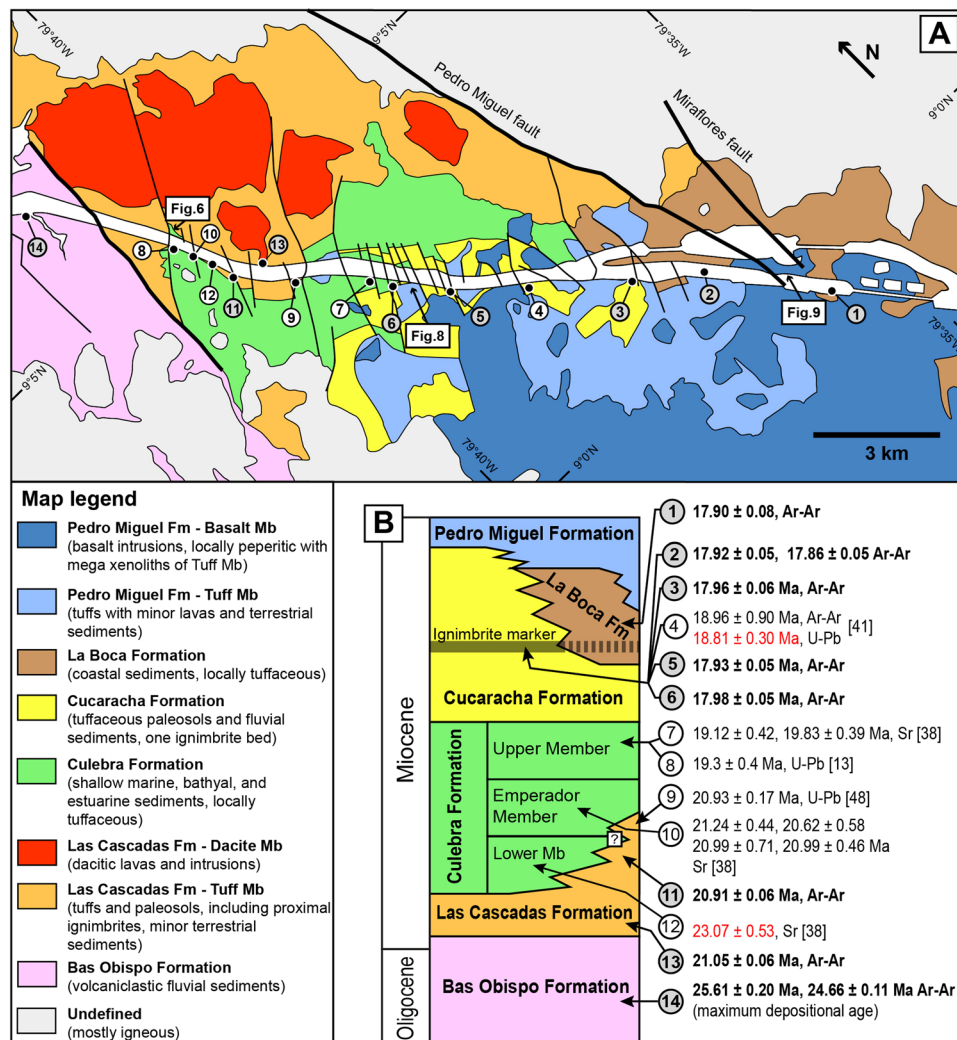 79°40'W
9°5'N
79°35'W
N
A
Pedro Miguel fault
Miraflores fault
9°0'N
Fig.6
14
8
10
12
11
13
9
7
6
Fig.8
5
4
3
2
Fig.9
1
79°35'W
9°5'N
79°40'W
9°0'N
3 km
Map legend
Pedro Miguel Fm - Basalt Mb
(basalt intrusions, locally peperitic with
mega xenoliths of Tuff Mb)
Pedro Miguel Fm - Tuff Mb
(tuffs with minor lavas and terrestrial
sediments)
La Boca Formation
(coastal sediments, locally tuffaceous)
Cucaracha Formation
(tuffaceous paleosols and fluvial
sediments, one ignimbrite bed)
Culebra Formation
(shallow marine, bathyal, and
estuarine sediments, locally
tuffaceous)
Las Cascadas Fm - Dacite Mb
(dacitic lavas and intrusions)
Las Cascadas Fm - Tuff Mb
(tuffs and paleosols, including proximal
ignimbrites, minor terrestrial
sediments)
Bas Obispo Formation
(volcaniclastic fluvial sediments)
Undefined
(mostly igneous)
B
Miocene
Oligocene
Pedro Miguel Formation
La Boca Fm
Ignimbrite marker
Cucaracha Formation
Culebra Formation
Upper Member
Emperador
Member
?
Lower Mb
Las Cascadas Formation
Bas Obispo Formation
1 17.90 ± 0.08, Ar-Ar
2 17.92 ± 0.05, 17.86 ± 0.05 Ar-Ar
3 17.96 ± 0.06 Ma, Ar-Ar
4 18.96 ± 0.90 Ma, Ar-Ar
18.81 ± 0.30 Ma, U-Pb [41]
5 17.93 ± 0.05 Ma, Ar-Ar
6 17.98 ± 0.05 Ma, Ar-Ar
7 19.12 ± 0.42, 19.83 ± 0.39 Ma, Sr [38]
8 19.3 ± 0.4 Ma, U-Pb [13]
9 20.93 ± 0.17 Ma, U-Pb [48]
10 21.24 ± 0.44, 20.62 ± 0.58
20.99 ± 0.71, 20.99 ± 0.46 Ma
Sr [38]
11 20.91 ± 0.06 Ma, Ar-Ar
12 23.07 ± 0.53, Sr [38]
13 21.05 ± 0.06 Ma, Ar-Ar
14 25.61 ± 0.20 Ma, 24.66 ± 0.11 Ma Ar-Ar
(maximum depositional age)